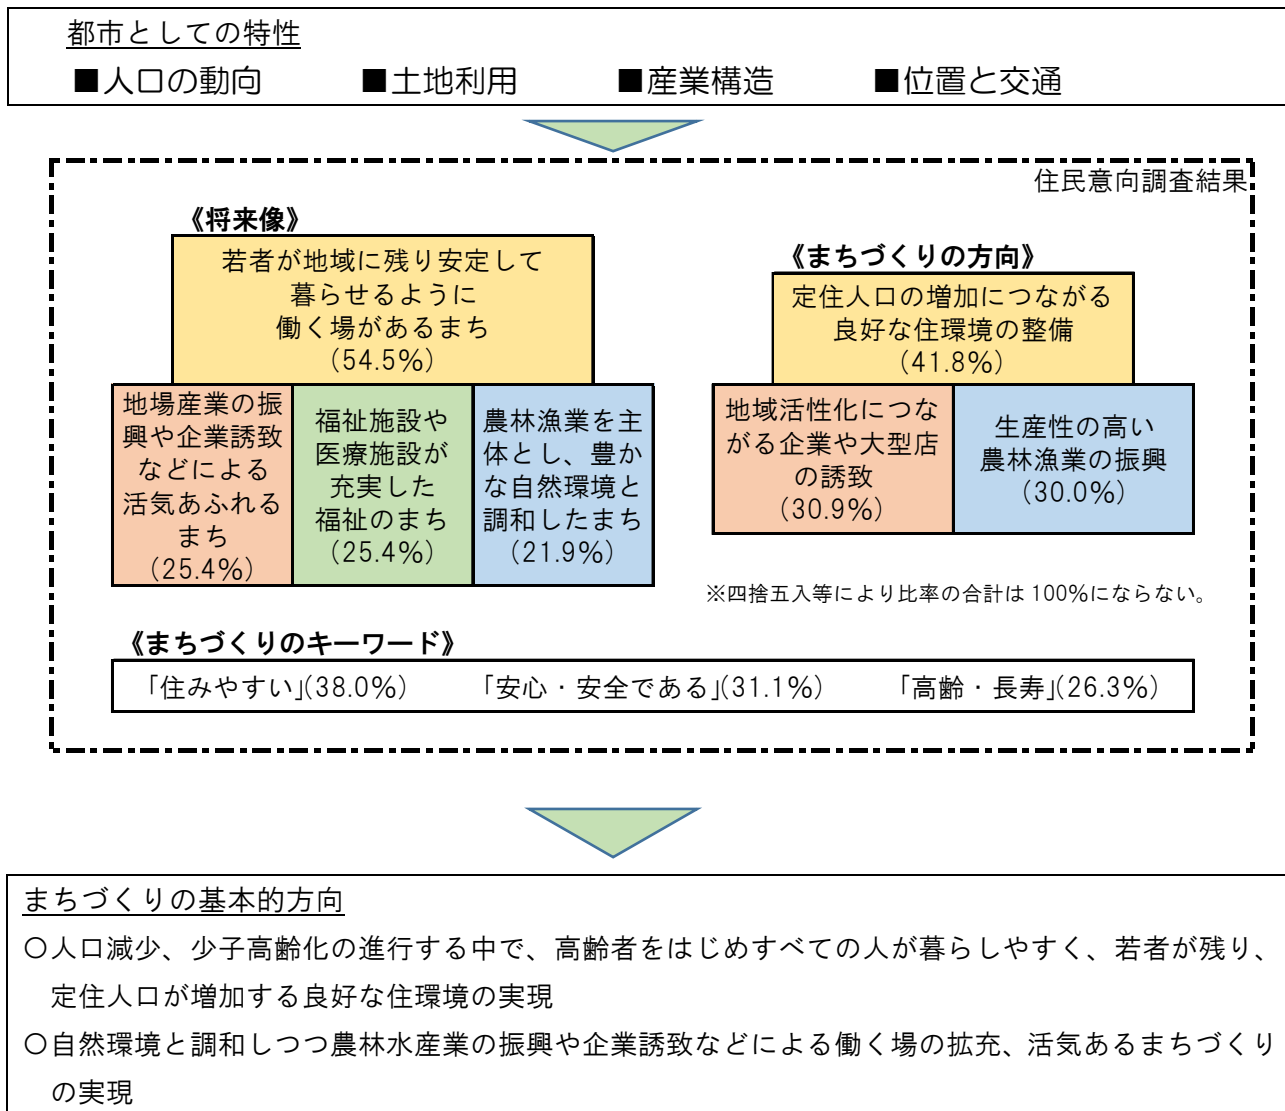 都市としての特性
■人口の動向 ■土地利用 ■産業構造 ■位置と交通
住民意向調査結果
《将来像》
若者が地域に残り安定して
暮らせるように
働く場があるまち
(54.5%)
地場産業の振
興や企業誘致
などによる
活気あふれる
まち
(25.4%)
福祉施設や
医療施設が
充実した
福祉のまち
(25.4%)
農林漁業を主
体とし、豊か
な自然環境と
調和したまち
(21.9%)
《まちづくりの方向》
定住人口の増加につながる
良好な住環境の整備
(41.8%)
地域活性化につな
がる企業や大型店
の誘致
(30.9%)
生産性の高い
農林漁業の振興
(30.0%)
※四捨五入等により比率の合計は 100%にならない。
《まちづくりのキーワード》
「住みやすい」(38.0%) 「安心・安全である」(31.1%) 「高齢・長寿」(26.3%)
まちづくりの基本的方向
〇人口減少、少子高齢化の進行する中で、高齢者をはじめすべての人が暮らしやすく、若者が残り、
定住人口が増加する良好な住環境の実現
〇自然環境と調和しつつ農林水産業の振興や企業誘致などによる働く場の拡充、活気あるまちづくり
の実現